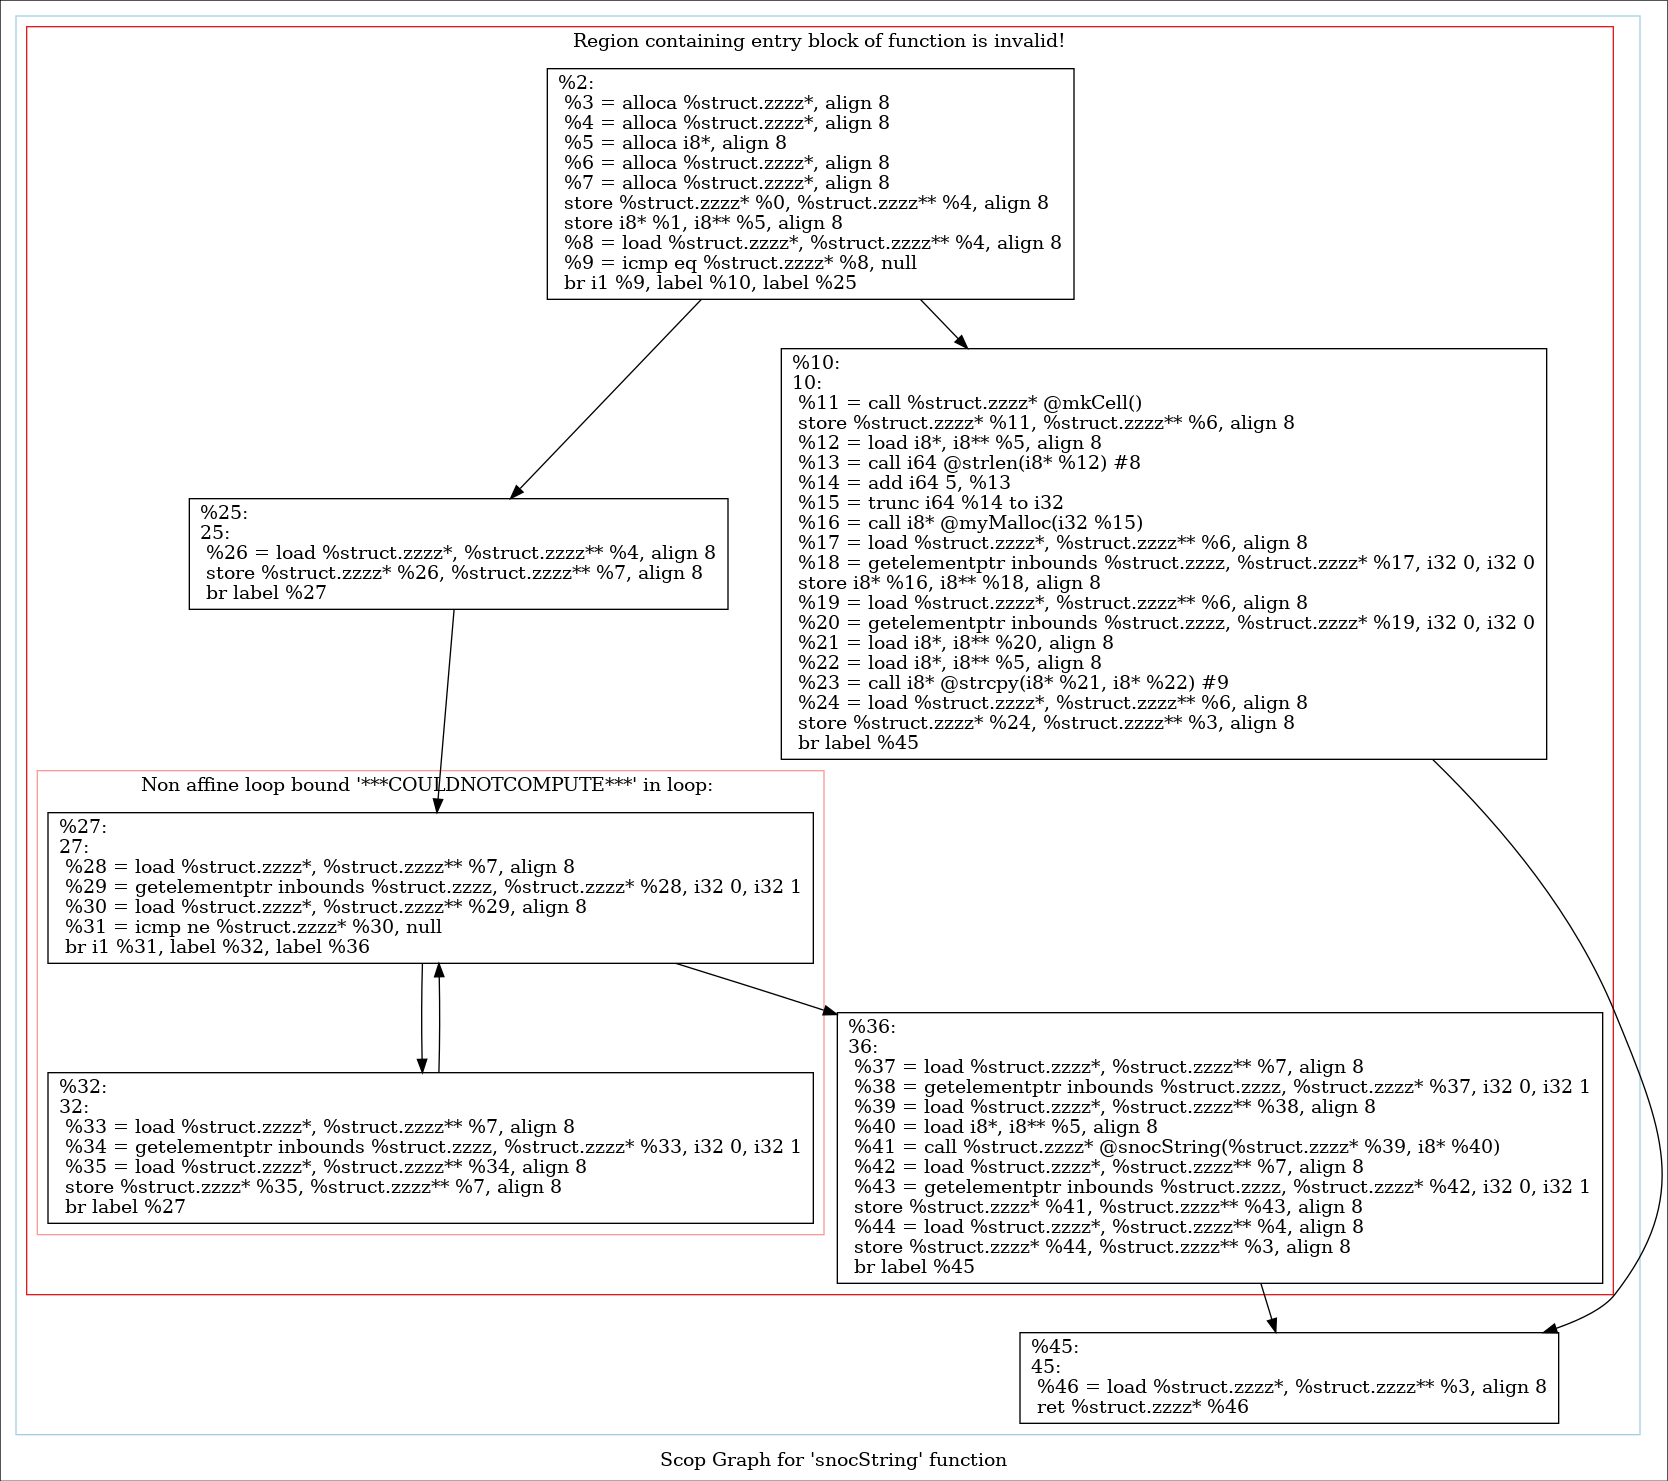 Region containing entry block of function is invalid!
%2:
%3 = alloca %struct.zzzz*, align 8
%4 = alloca %struct.zzzz*, align 8
%5 = alloca i8*, align 8
%6 = alloca %struct.zzzz*, align 8
%7 = alloca %struct.zzzz*, align 8
store %struct.zzzz* %0, %struct.zzzz** %4, align 8
store i8* %1, i8** %5, align 8
%8 = load %struct.zzzz*, %struct.zzzz** %4, align 8
%9 = icmp eq %struct.zzzz* %8, null
br i1 %9, label %10, label %25
%10:
10:
%11 = call %struct.zzzz* @mkCell()
store %struct.zzzz* %11, %struct.zzzz** %6, align 8
%12 = load i8*, i8** %5, align 8
%13 = call i64 @strlen(i8* %12) #8
%14 = add i64 5, %13
%15 = trunc i64 %14 to i32
%16 = call i8* @myMalloc(i32 %15)
%17 = load %struct.zzzz*, %struct.zzzz** %6, align 8
%18 = getelementptr inbounds %struct.zzzz, %struct.zzzz* %17, i32 0, i32 0
store i8* %16, i8** %18, align 8
%19 = load %struct.zzzz*, %struct.zzzz** %6, align 8
%20 = getelementptr inbounds %struct.zzzz, %struct.zzzz* %19, i32 0, i32 0
%21 = load i8*, i8** %20, align 8
%22 = load i8*, i8** %5, align 8
%23 = call i8* @strcpy(i8* %21, i8* %22) #9
%24 = load %struct.zzzz*, %struct.zzzz** %6, align 8
store %struct.zzzz* %24, %struct.zzzz** %3, align 8
br label %45
%25:
25:
%26 = load %struct.zzzz*, %struct.zzzz** %4, align 8
store %struct.zzzz* %26, %struct.zzzz** %7, align 8
br label %27
Non affine loop bound '***COULDNOTCOMPUTE***' in loop:
%27:
27:
%28 = load %struct.zzzz*, %struct.zzzz** %7, align 8
%29 = getelementptr inbounds %struct.zzzz, %struct.zzzz* %28, i32 0, i32 1
%30 = load %struct.zzzz*, %struct.zzzz** %29, align 8
%31 = icmp ne %struct.zzzz* %30, null
br i1 %31, label %32, label %36
%32:
32:
%33 = load %struct.zzzz*, %struct.zzzz** %7, align 8
%34 = getelementptr inbounds %struct.zzzz, %struct.zzzz* %33, i32 0, i32 1
%35 = load %struct.zzzz*, %struct.zzzz** %34, align 8
store %struct.zzzz* %35, %struct.zzzz** %7, align 8
br label %27
%36:
36:
%37 = load %struct.zzzz*, %struct.zzzz** %7, align 8
%38 = getelementptr inbounds %struct.zzzz, %struct.zzzz* %37, i32 0, i32 1
%39 = load %struct.zzzz*, %struct.zzzz** %38, align 8
%40 = load i8*, i8** %5, align 8
%41 = call %struct.zzzz* @snocString(%struct.zzzz* %39, i8* %40)
%42 = load %struct.zzzz*, %struct.zzzz** %7, align 8
%43 = getelementptr inbounds %struct.zzzz, %struct.zzzz* %42, i32 0, i32 1
store %struct.zzzz* %41, %struct.zzzz** %43, align 8
%44 = load %struct.zzzz*, %struct.zzzz** %4, align 8
store %struct.zzzz* %44, %struct.zzzz** %3, align 8
br label %45
%45:
45:
%46 = load %struct.zzzz*, %struct.zzzz** %3, align 8
ret %struct.zzzz* %46
Scop Graph for 'snocString' function